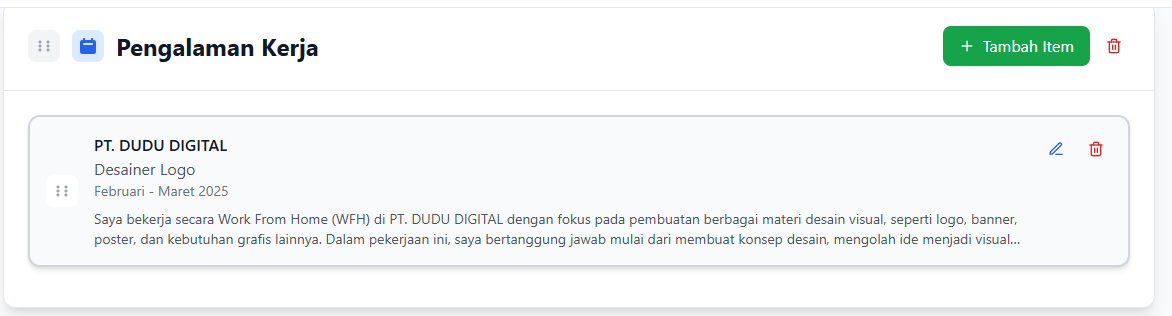 Pengalaman Kerja
+ Tambah Item
PT. DUDU DIGITAL
Desainer Logo
Februari - Maret 2025
Saya bekerja secara Work From Home (WFH) di PT. DUDU DIGITAL dengan fokus pada pembuatan berbagai materi desain visual, seperti logo, banner,
poster, dan kebutuhan grafis lainnya. Dalam pekerjaan ini, saya bertanggung jawab mulai dari membuat konsep desain, mengolah ide menjadi visual...